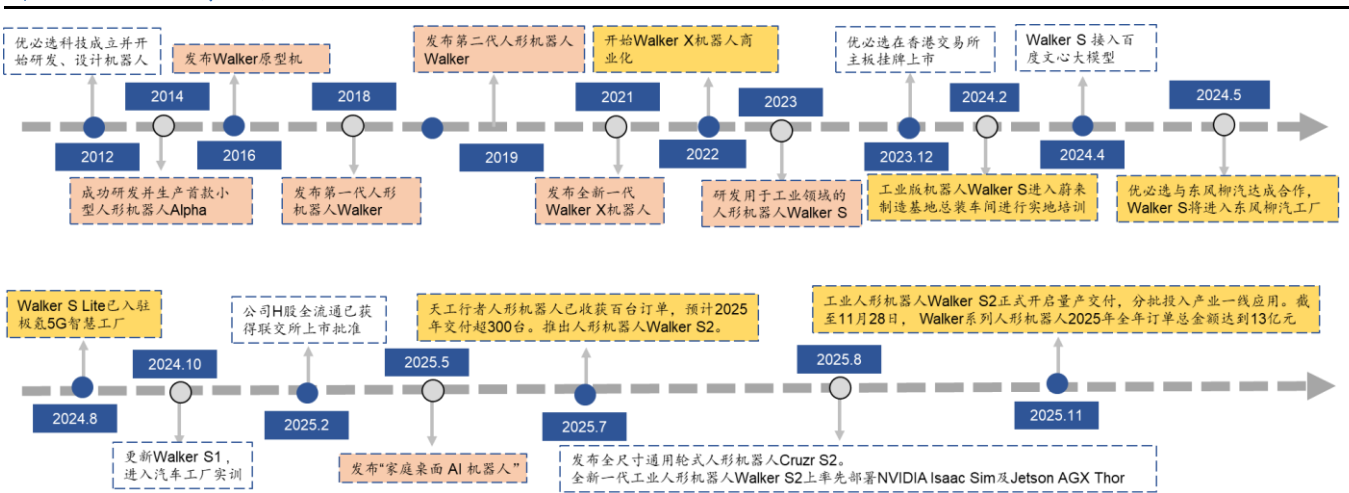 优必选科技成立并开
始研发、设计机器人
2012
2014
成功研发并生产首款小
型人形机器人Alpha
发布Walker原型机
2016
2018
发布第一代人形
机器人Walker
发布第二代人形机器人
Walker
2019
2021
发布全新一代
Walker X机器人
开始Walker X机器人商
业化
2022
2023
研发用于工业领域的
人形机器人Walker S
优必选在香港交易所
主板挂牌上市
2023.12
2024.2
工业版机器人Walker S进入蔚来
制造基地总装车间进行实地培训
Walker S 接入百
度文心大模型
2024.4
2024.5
优必选与东风柳汽达成合作，
Walker S将进入东风柳汽工厂
Walker S Lite已入驻
极氪5G智慧工厂
2024.8
2024.10
更新Walker S1，
进入汽车工厂实训
公司H股全流通已获
得联交所上市批准
2025.2
2025.5
发布“家庭桌面 AI 机器人”
天工行者人形机器人已收获百台订单，预计2025
年交付超300台。推出人形机器人Walker S2。
2025.7
2025.8
发布全尺寸通用轮式人形机器人Cruzr S2。
全新一代工业人形机器人Walker S2上率先部署NVIDIA Isaac Sim及Jetson AGX Thor
工业人形机器人Walker S2正式开启量产交付，分批投入产业一线应用。截
至11月28日， Walker系列人形机器人2025年全年订单总金额达到13亿元
2025.11